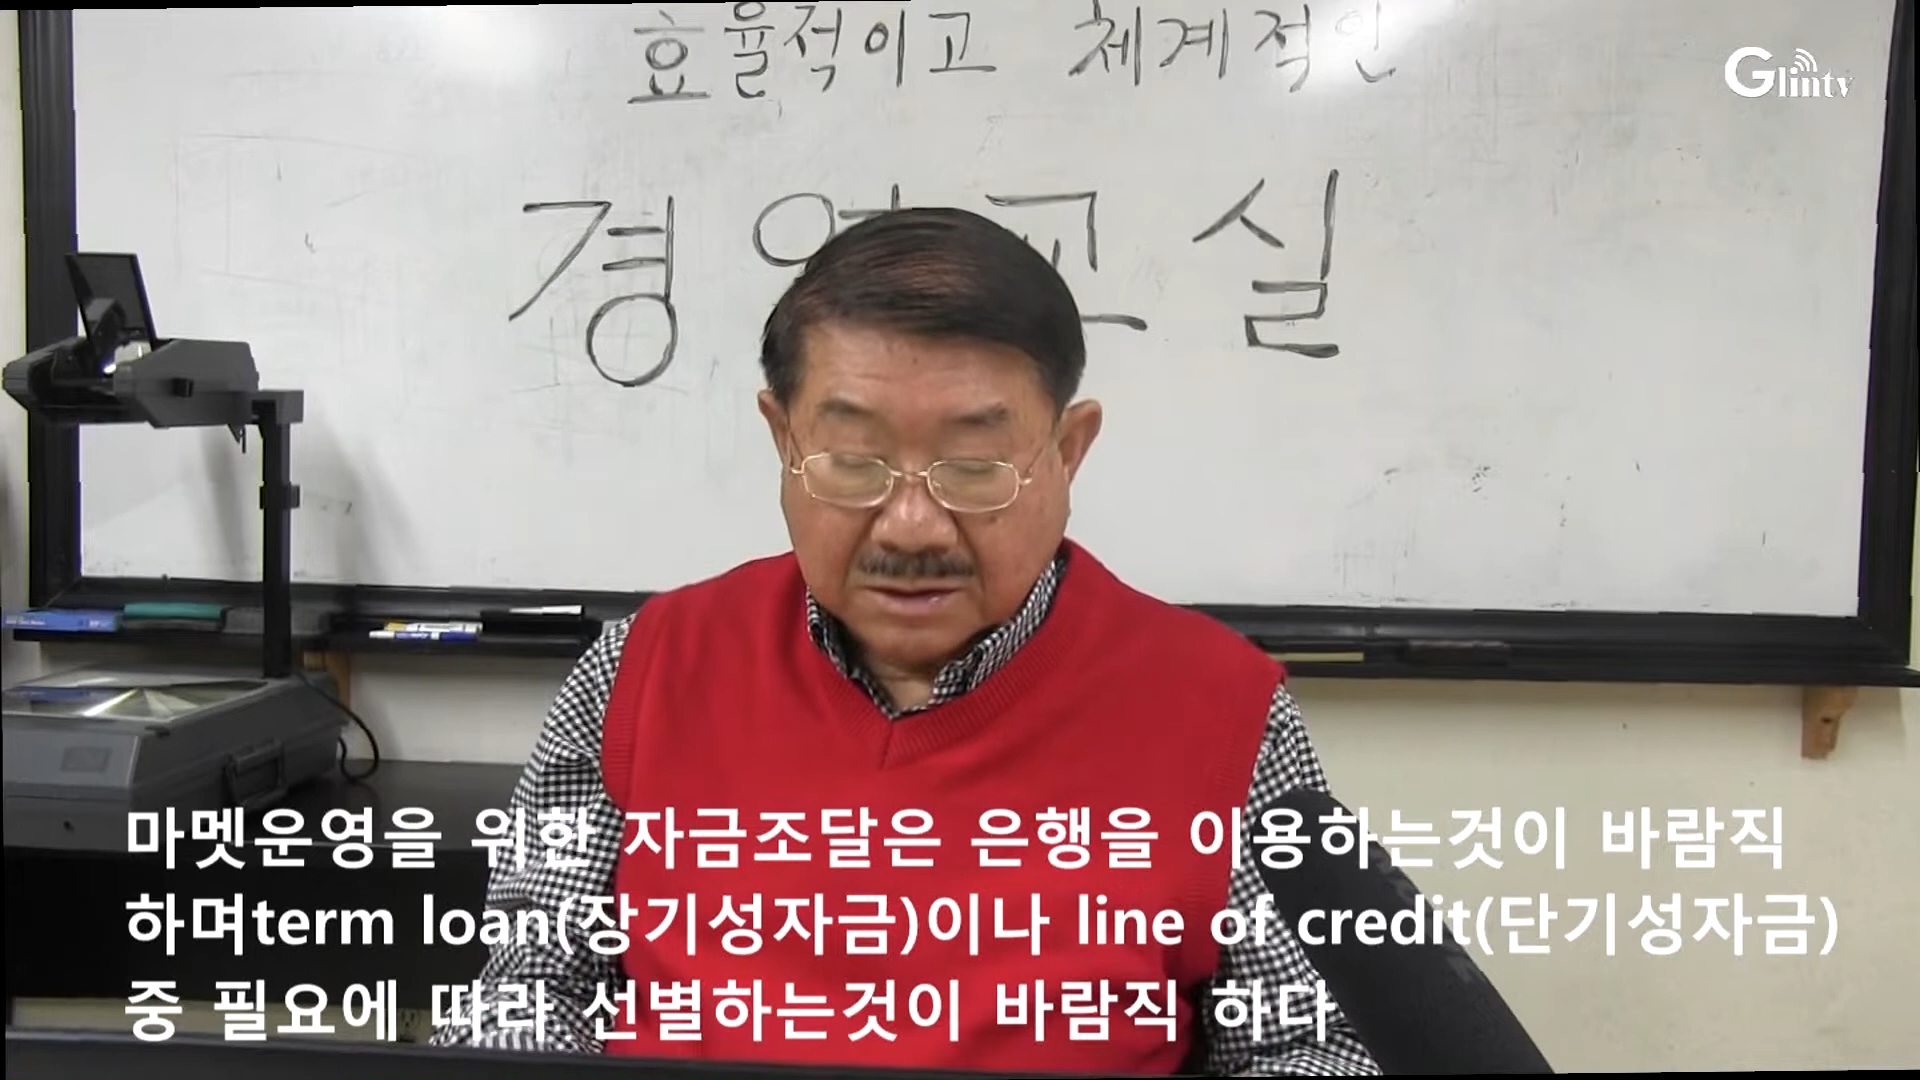 효율적이고 체계적인
Glintv
경영교실
마멧운영을 위한 자금조달은 은행을 이용하는것이 바람직
하며term loan(장기성자금)이나 line of credit(단기성자금)
중 필요에 따라 선별하는것이 바람직 하다